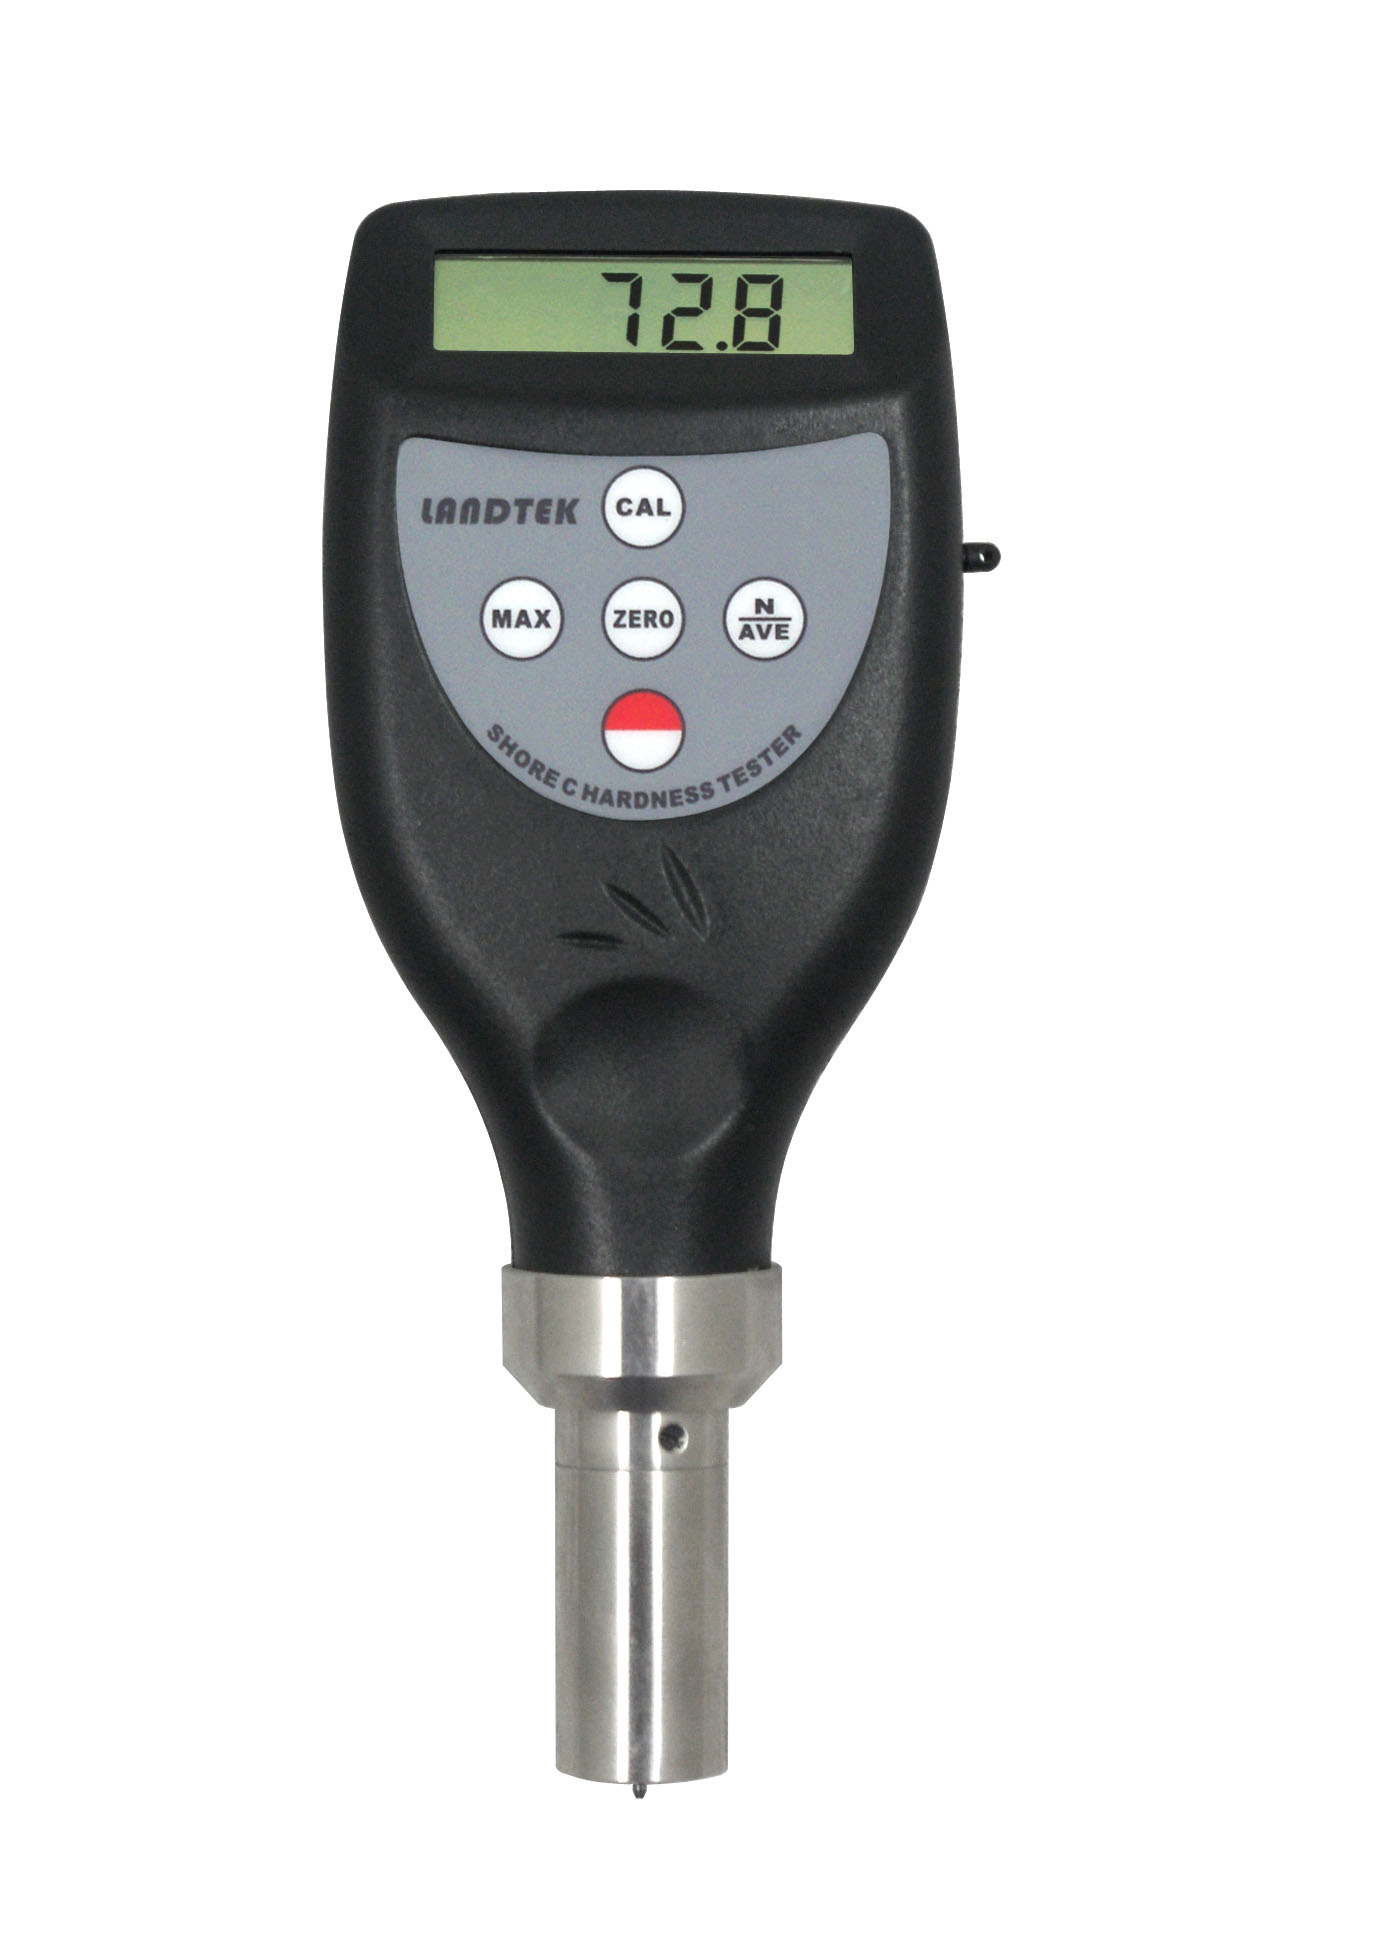 72.8
LANDTEK
CAL
MAX
ZERO
N
AVE
SHORE C HARDNESS TESTER